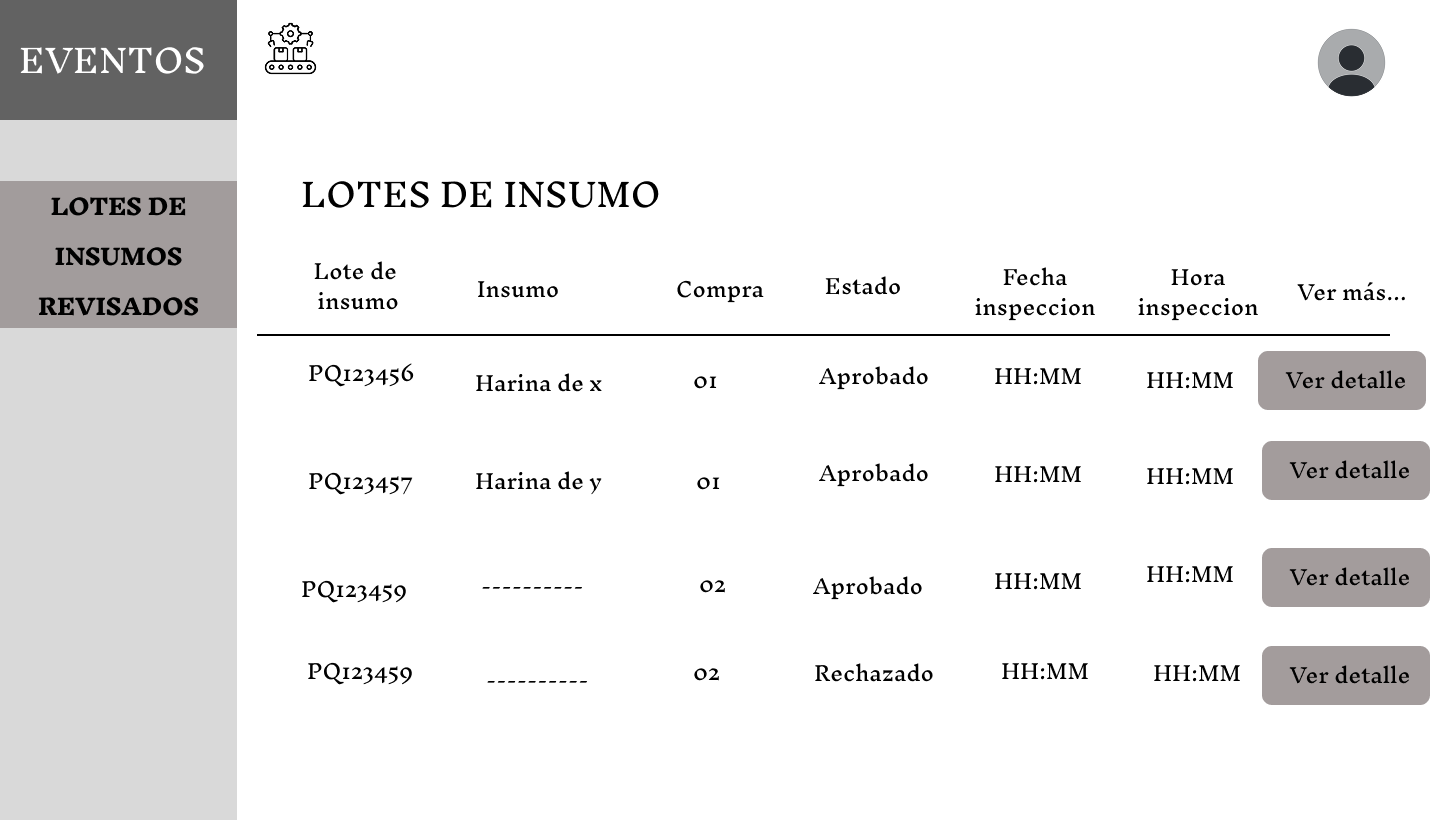 EVENTOS
LOTES DE
INSUMOS
REVISADOS
LOTES DE INSUMO
Lote de
insumo
Insumo
Compra
Estado
Fecha
inspeccion
Hora
inspeccion
Ver más...
PQ123456 Harina de x 01 Aprobado HH:MM HH:MM Ver detalle
PQ123457 Harina de y 01 Aprobado HH:MM HH:MM Ver detalle
PQ123459 ---------- 02 Aprobado HH:MM HH:MM Ver detalle
PQ123459 ---------- 02 Rechazado HH:MM HH:MM Ver detalle